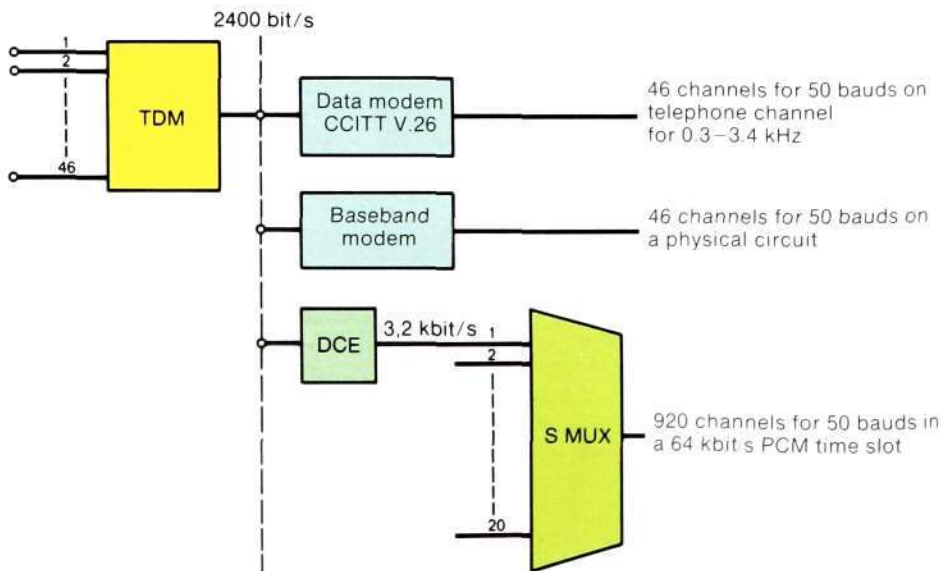 2400 bit/s
1
2
46
TDM
Data modem
CCITT V.26
46 channels for 50 bauds on
telephone channel
for 0.3–3.4 kHz
Baseband
modem
46 channels for 50 bauds on
a physical circuit
DCE
3,2 kbit/s
1
2
20
S MUX
920 channels for 50 bauds in
a 64 kbit s PCM time slot